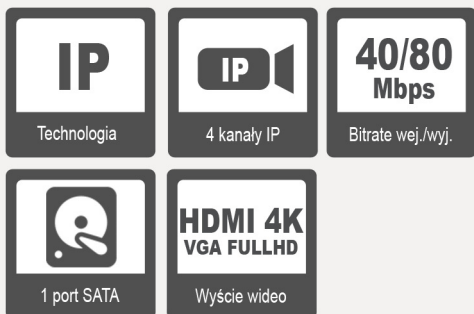 IP
Technologia
IP
4 kanały IP
40/80
Mbps
Bitrate wej./wyj.
1 port SATA
HDMI 4K
VGA FULLHD
Wyście wideo